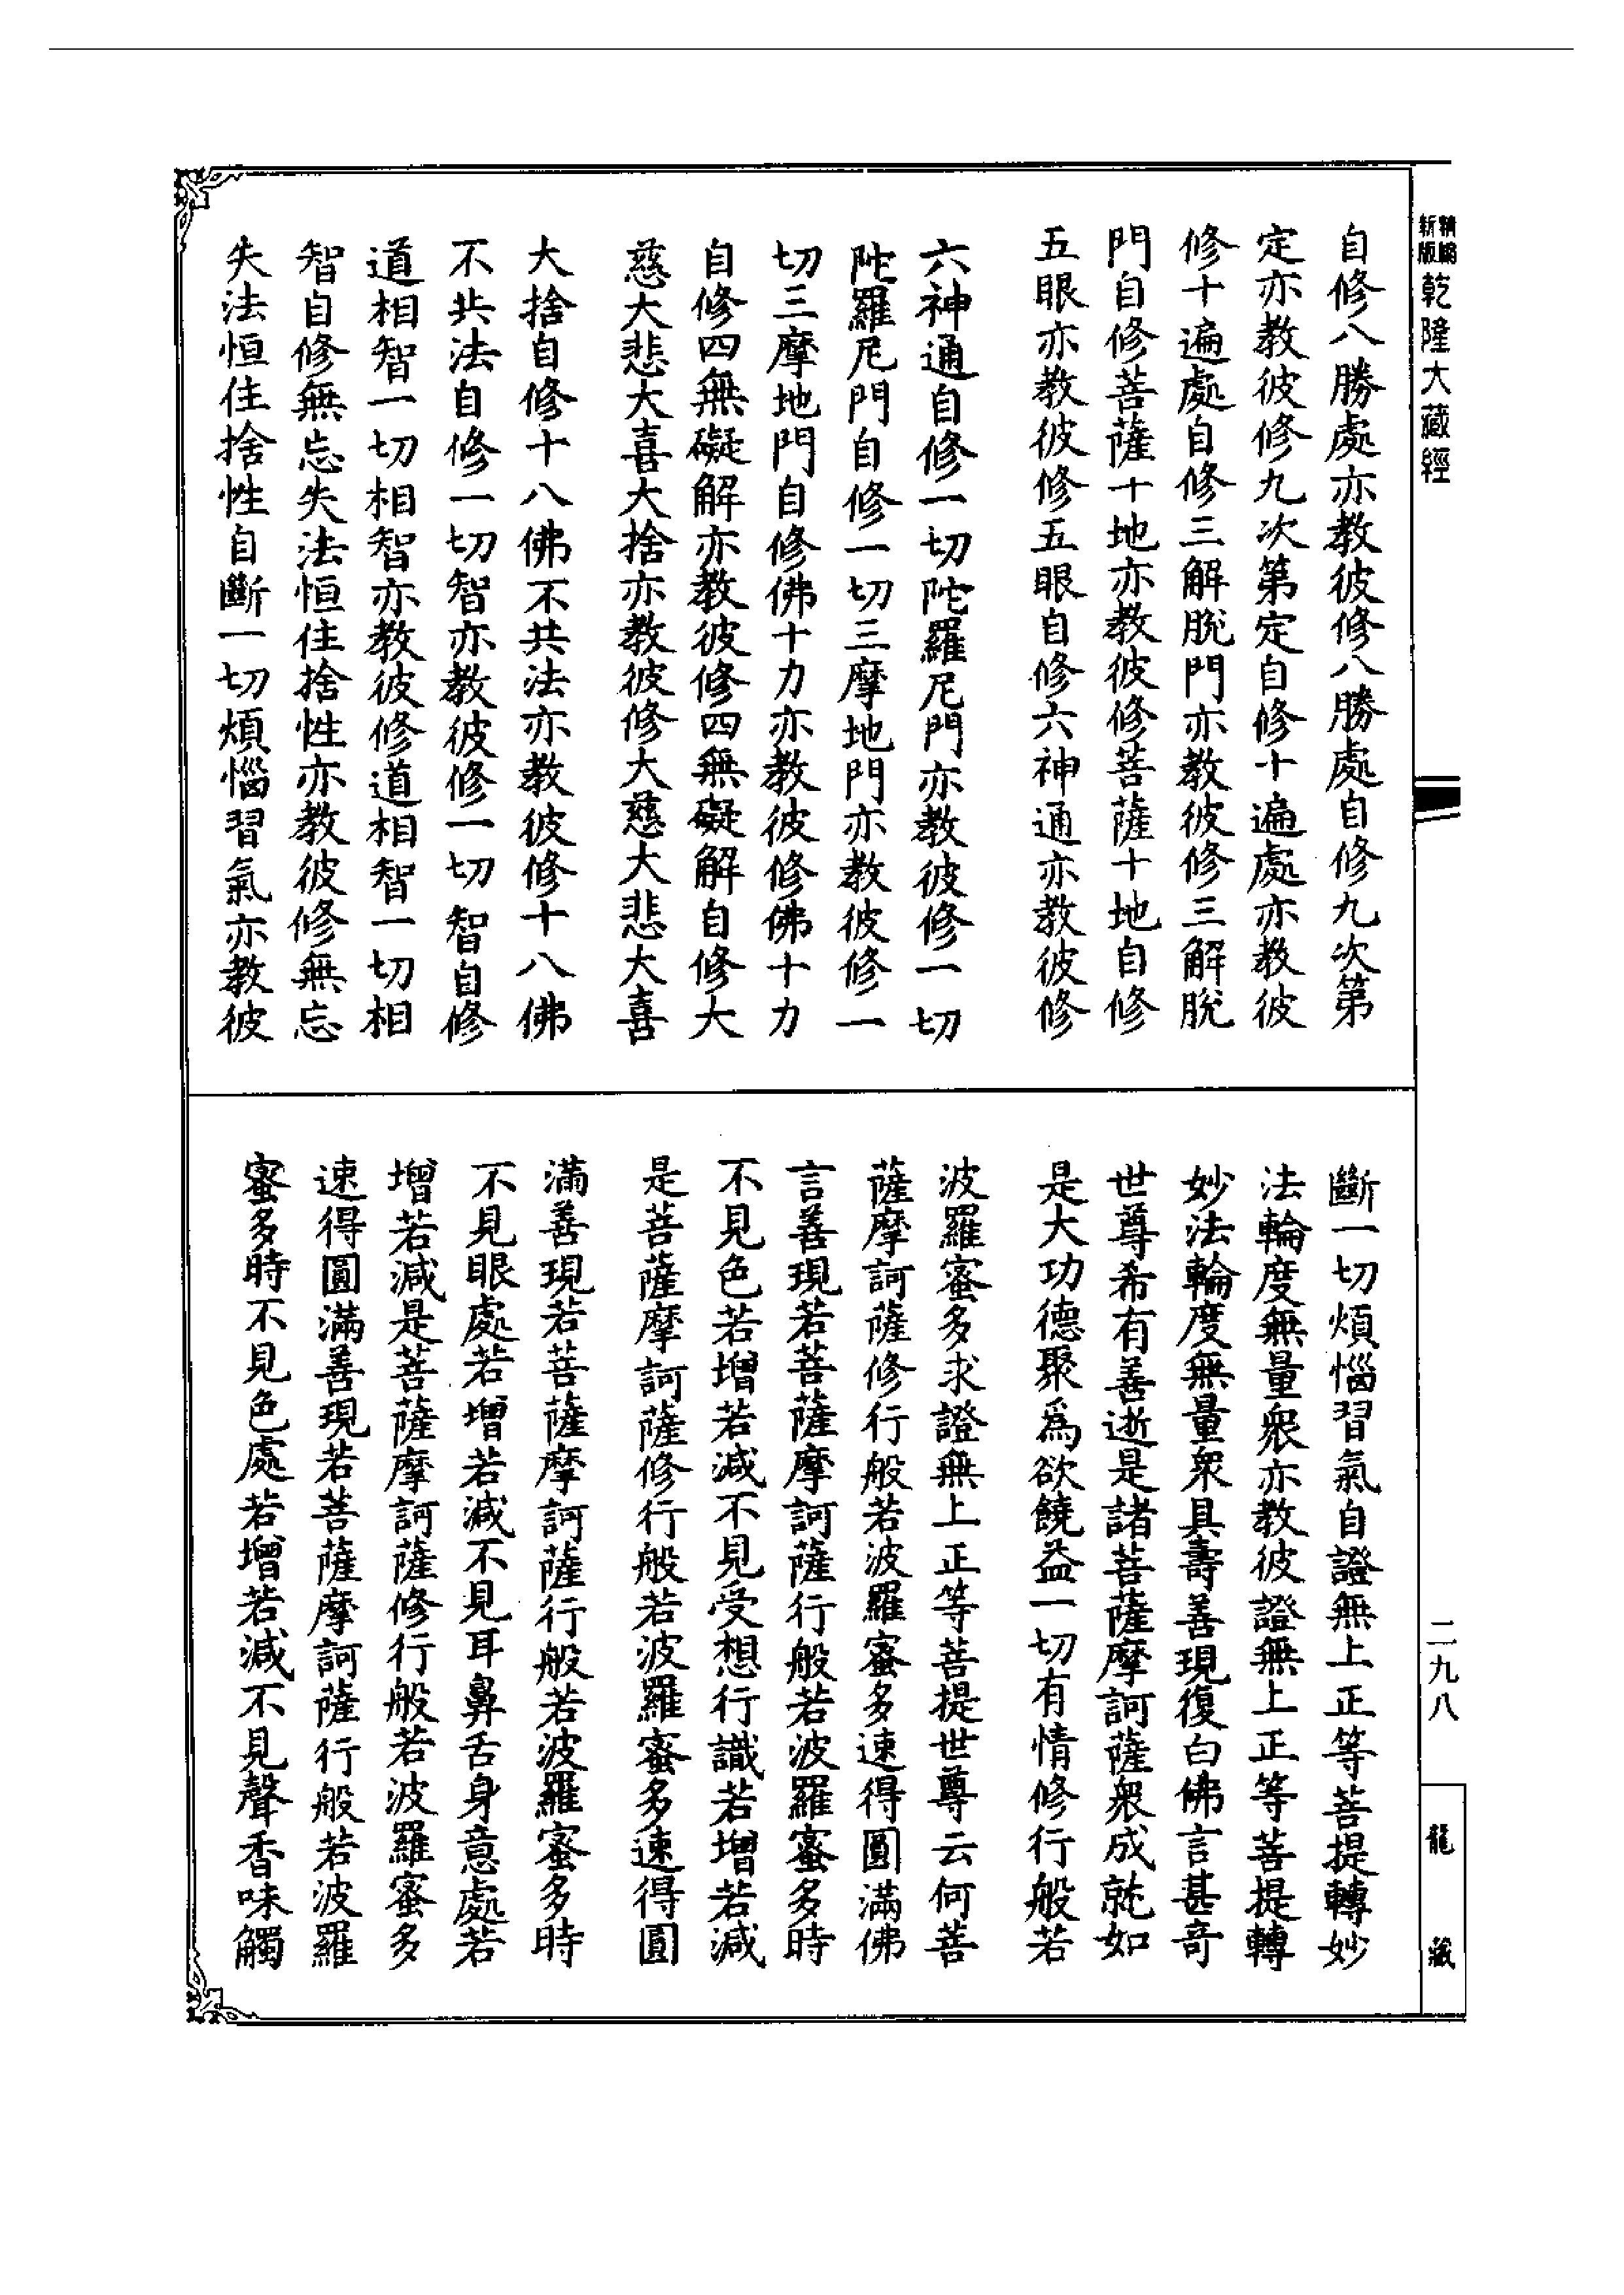 新版
精縮
乾隆大藏經
自修八勝處亦教彼修八勝處自修九次第
定亦教彼修九次第定自修十遍處亦教彼
修十遍處自修三解脫門亦教彼修三解脫
門自修菩薩十地亦教彼修菩薩十地自修
五眼亦教彼修五眼自修六神通亦教彼修
六神通自修一切陀羅尼門亦教彼修一切
陀羅尼門自修一切三摩地門亦教彼修一
切三摩地門自修佛十力亦教彼修佛十力
自修四無礙解亦教彼修四無礙解自修大
慈大悲大喜大捨亦教彼修大慈大悲大喜
大捨自修十八佛不共法亦教彼修十八佛
不共法自修一切智亦教彼修一切智自修
道相智一切相智亦教彼修道相智一切相
智自修無忘失法恒住捨性亦教彼修無忘
失法恒住捨性自斷一切煩惱習氣亦教彼
斷一切煩惱習氣自證無上正等菩提轉妙
法輪度無量眾亦教彼證無上正等菩提轉
妙法輪度無量眾具壽善現復白佛言甚奇
世尊希有善逝是諸菩薩摩訶薩眾成就如
是大功德聚為欲饒益一切有情修行般若
波羅蜜多求證無上正等菩提世尊云何菩
薩摩訶薩修行般若波羅蜜多速得圓滿佛
言善現若菩薩摩訶薩行般若波羅蜜多時
不見色若增若減不見受想行識若增若減
是菩薩摩訶薩修行般若波羅蜜多速得圓
滿善現若菩薩摩訶薩行般若波羅蜜多時
不見眼處若增若減不見耳鼻舌身意處若
增若減是菩薩摩訶薩修行般若波羅蜜多
速得圓滿善現若菩薩摩訶薩行般若波羅
蜜多時不見色處若增若減不見聲香味觸
二九八
龍藏